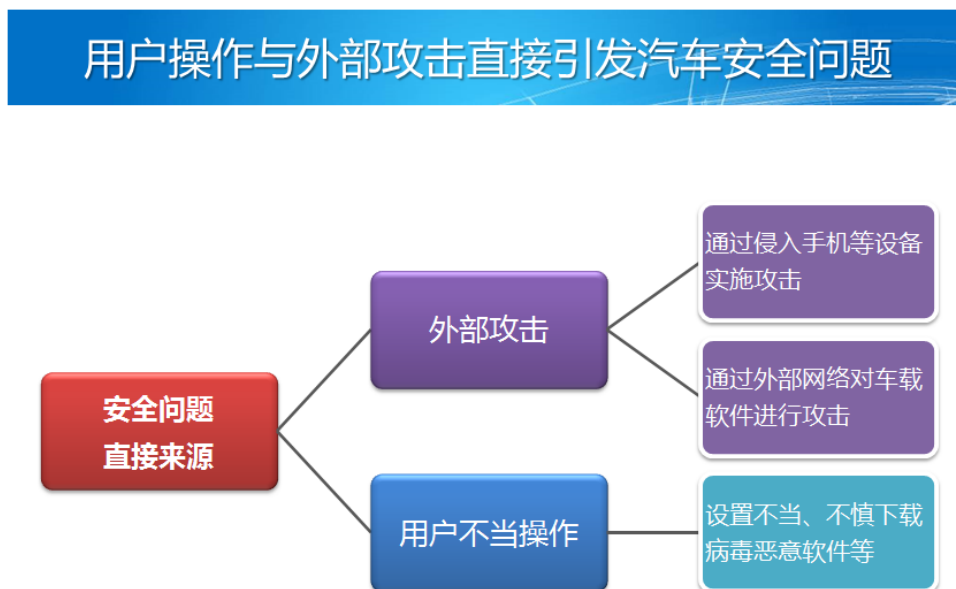 用户操作与外部攻击直接引发汽车安全问题
通过侵入手机等设备
实施攻击
外部攻击
通过外部网络对车载
软件进行攻击
安全问题
直接来源
用户不当操作
设置不当、不慎下载
病毒恶意软件等